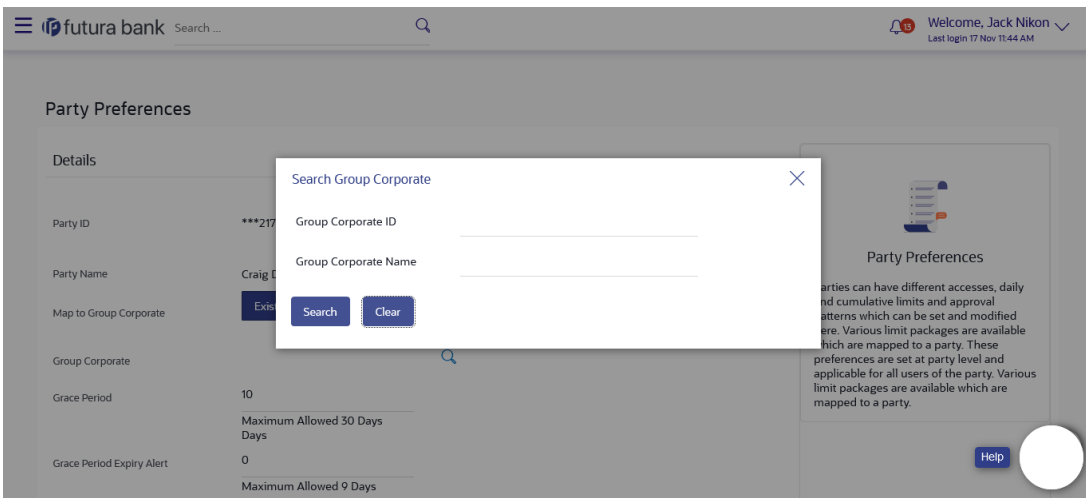 futura bank
Search ...
13
Welcome, Jack Nikon
Last login 17 Nov 11:44 AM
Party Preferences
Details
Search Group Corporate
Group Corporate ID
Group Corporate Name
Search
Clear
Party ID
***217
Party Name
Craig
Map to Group Corporate
Group Corporate
Grace Period
10
Maximum Allowed 30 Days
Days
Grace Period Expiry Alert
0
Maximum Allowed 9 Days
Party Preferences
arties can have different accesses, daily
nd cumulative limits and approval
atterns which can be set and modified
ere. Various limit packages are available
hich are mapped to a party. These
preferences are set at party level and
applicable for all users of the party. Various
limit packages are available which are
mapped to a party.
Help